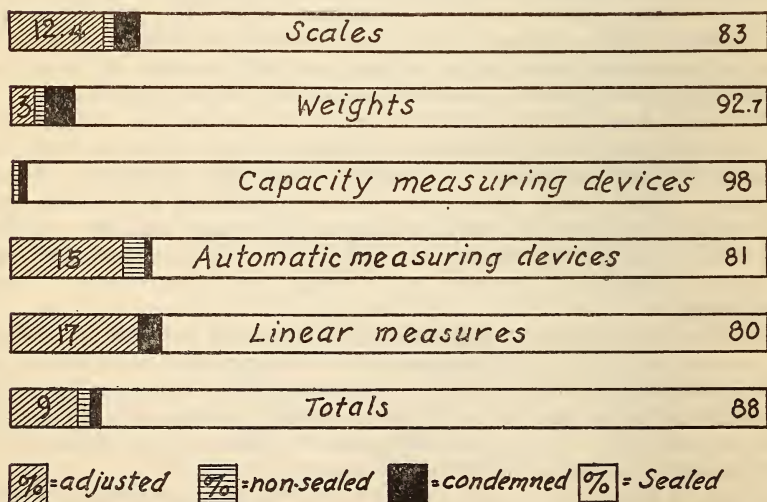 12.4 Scales 83
3 Weights 92.7
Capacity measuring devices 98
15 Automatic measuring devices 81
17 Linear measures 80
9 Totals 88
% =adjusted % =non-sealed =condemned % = Sealed